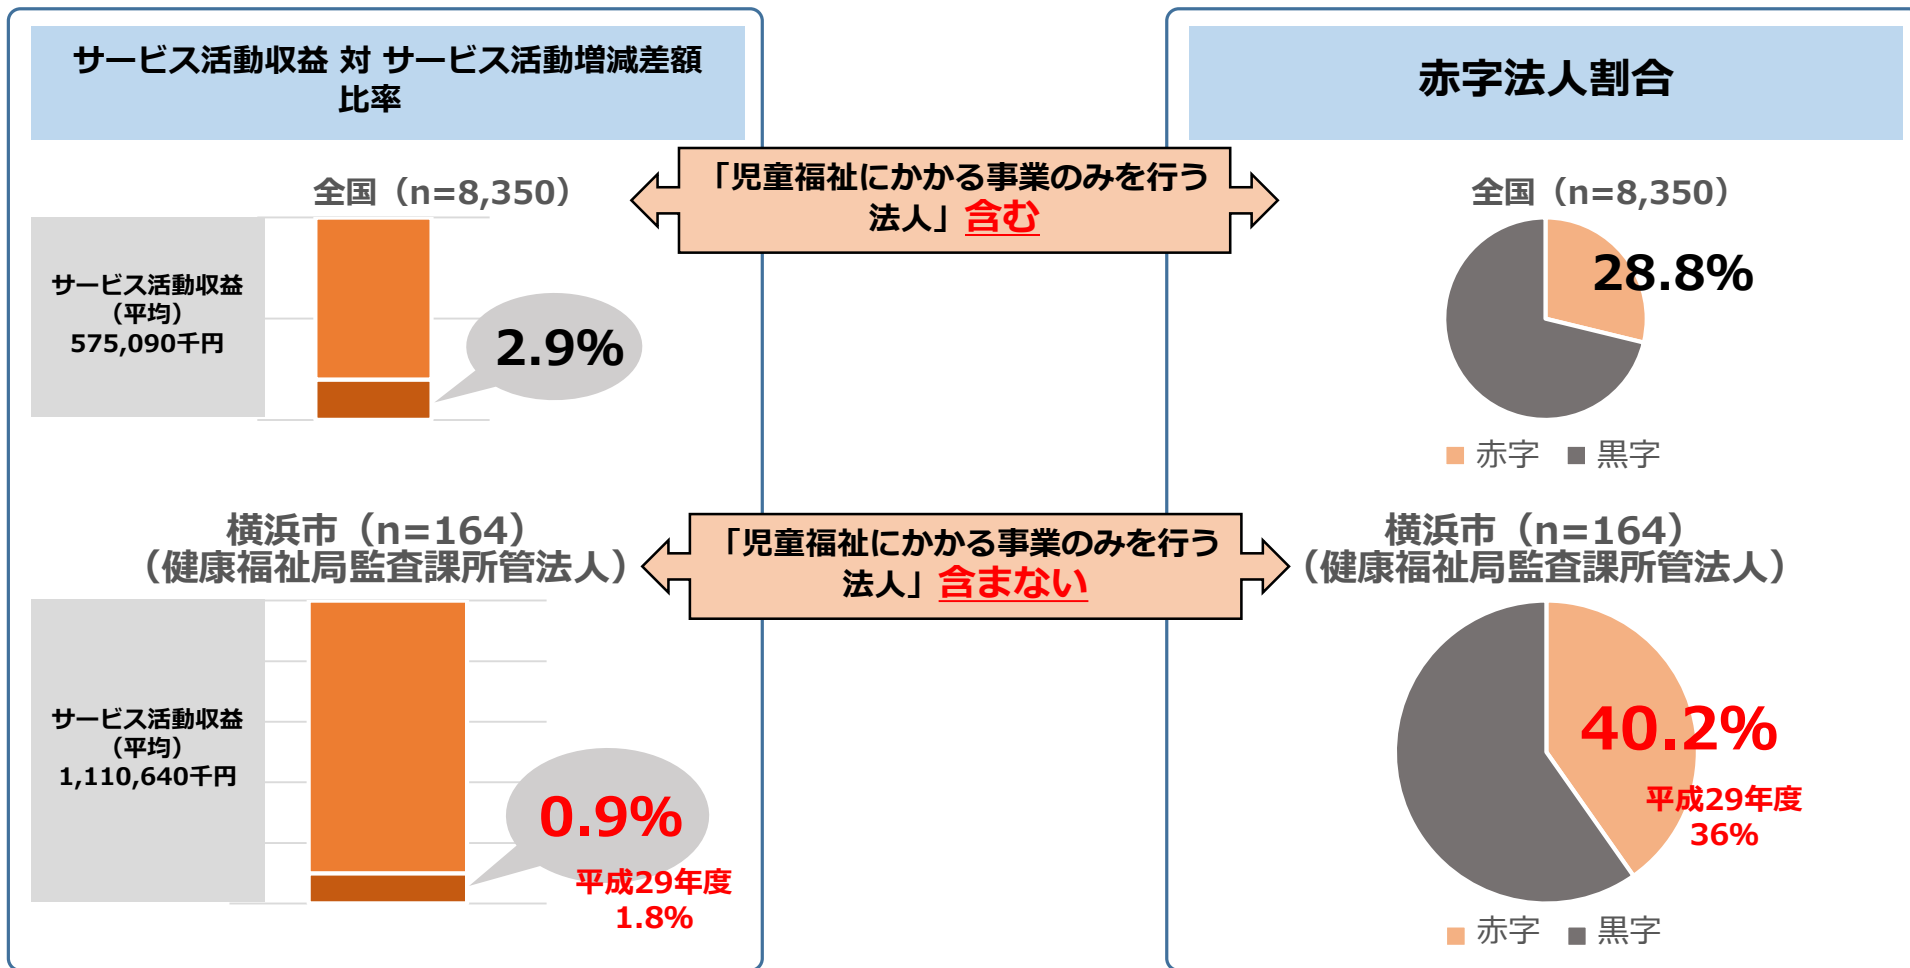 サービス活動収益 対 サービス活動増減差額
比率
全国（n=8,350）
サービス活動収益
（平均）
575,090千円
2.9%
「児童福祉にかかる事業のみを行う
法人」含む
赤字法人割合
全国（n=8,350）
28.8%
赤字 黒字
横浜市（n=164）
（健康福祉局監査課所管法人）
サービス活動収益
（平均）
1,110,640千円
0.9%
平成29年度
1.8%
「児童福祉にかかる事業のみを行う
法人」含まない
横浜市（n=164）
（健康福祉局監査課所管法人）
40.2%
平成29年度
36%
赤字 黒字